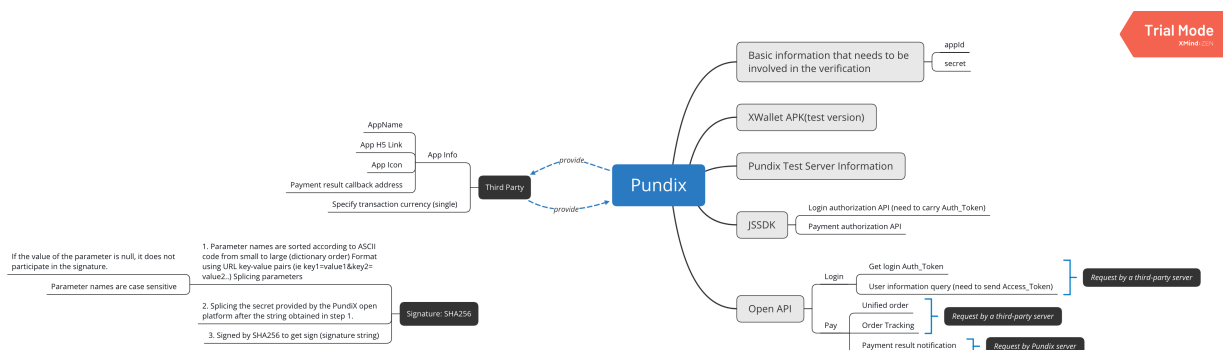 Trial Mode
XMind:ZEN
Basic information that needs to be
involved in the verification
appId
secret
XWallet APK(test version)
Pundix Test Server Information
Pundix
provide
provide
Third Party
App Info
AppName
App H5 Link
App Icon
Payment result callback address
Specify transaction currency (single)
JSSDK
Login authorization API (need to carry Auth_Token)
Payment authorization API
Open API
Login
Get login Auth_Token
User information query (need to send Access_Token)
Request by a third-party server
Pay
Unified order
Order Tracking
Request by a third-party server
Payment result notification
Request by Pundix server
Signature: SHA256
1. Parameter names are sorted according to ASCII
code from small to large (dictionary order) Format
using URL key-value pairs (ie key1=value1&key2=
value2..) Splicing parameters
If the value of the parameter is null, it does not
participate in the signature.
Parameter names are case sensitive
2. Splicing the secret provided by the PundiX open
platform after the string obtained in step 1.
3. Signed by SHA256 to get sign (signature string)